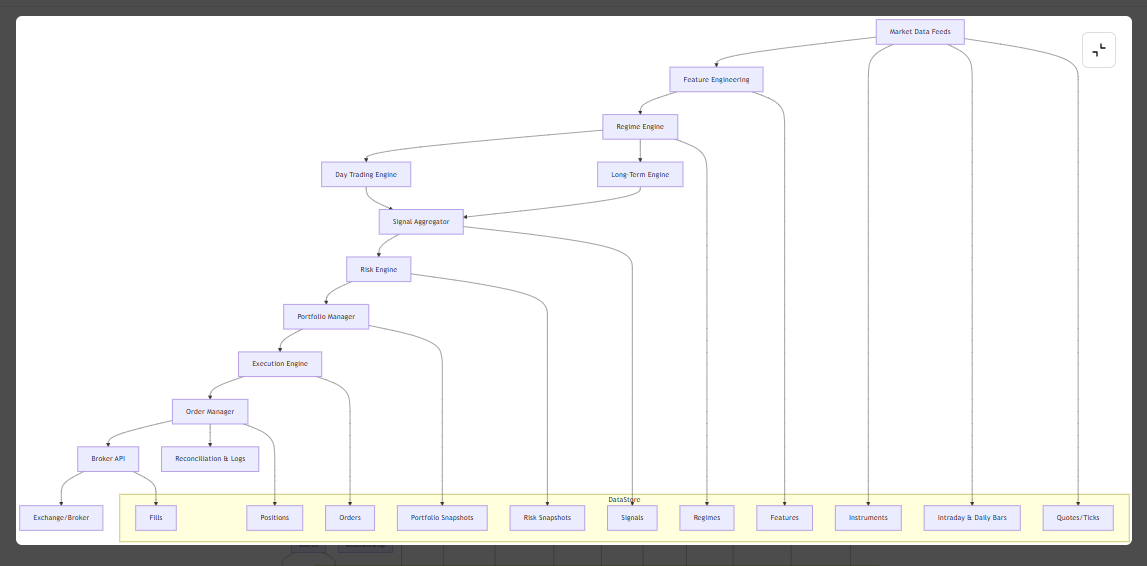 Market Data Feeds
Feature Engineering
Regime Engine
Day Trading Engine
Long-Term Engine
Signal Aggregator
Risk Engine
Portfolio Manager
Execution Engine
Order Manager
Broker API
Reconciliation & Logs
DataStore
Exchange/Broker
Fills
Positions
Orders
Portfolio Snapshots
Risk Snapshots
Signals
Regimes
Features
Instruments
Intraday & Daily Bars
Quotes/Ticks